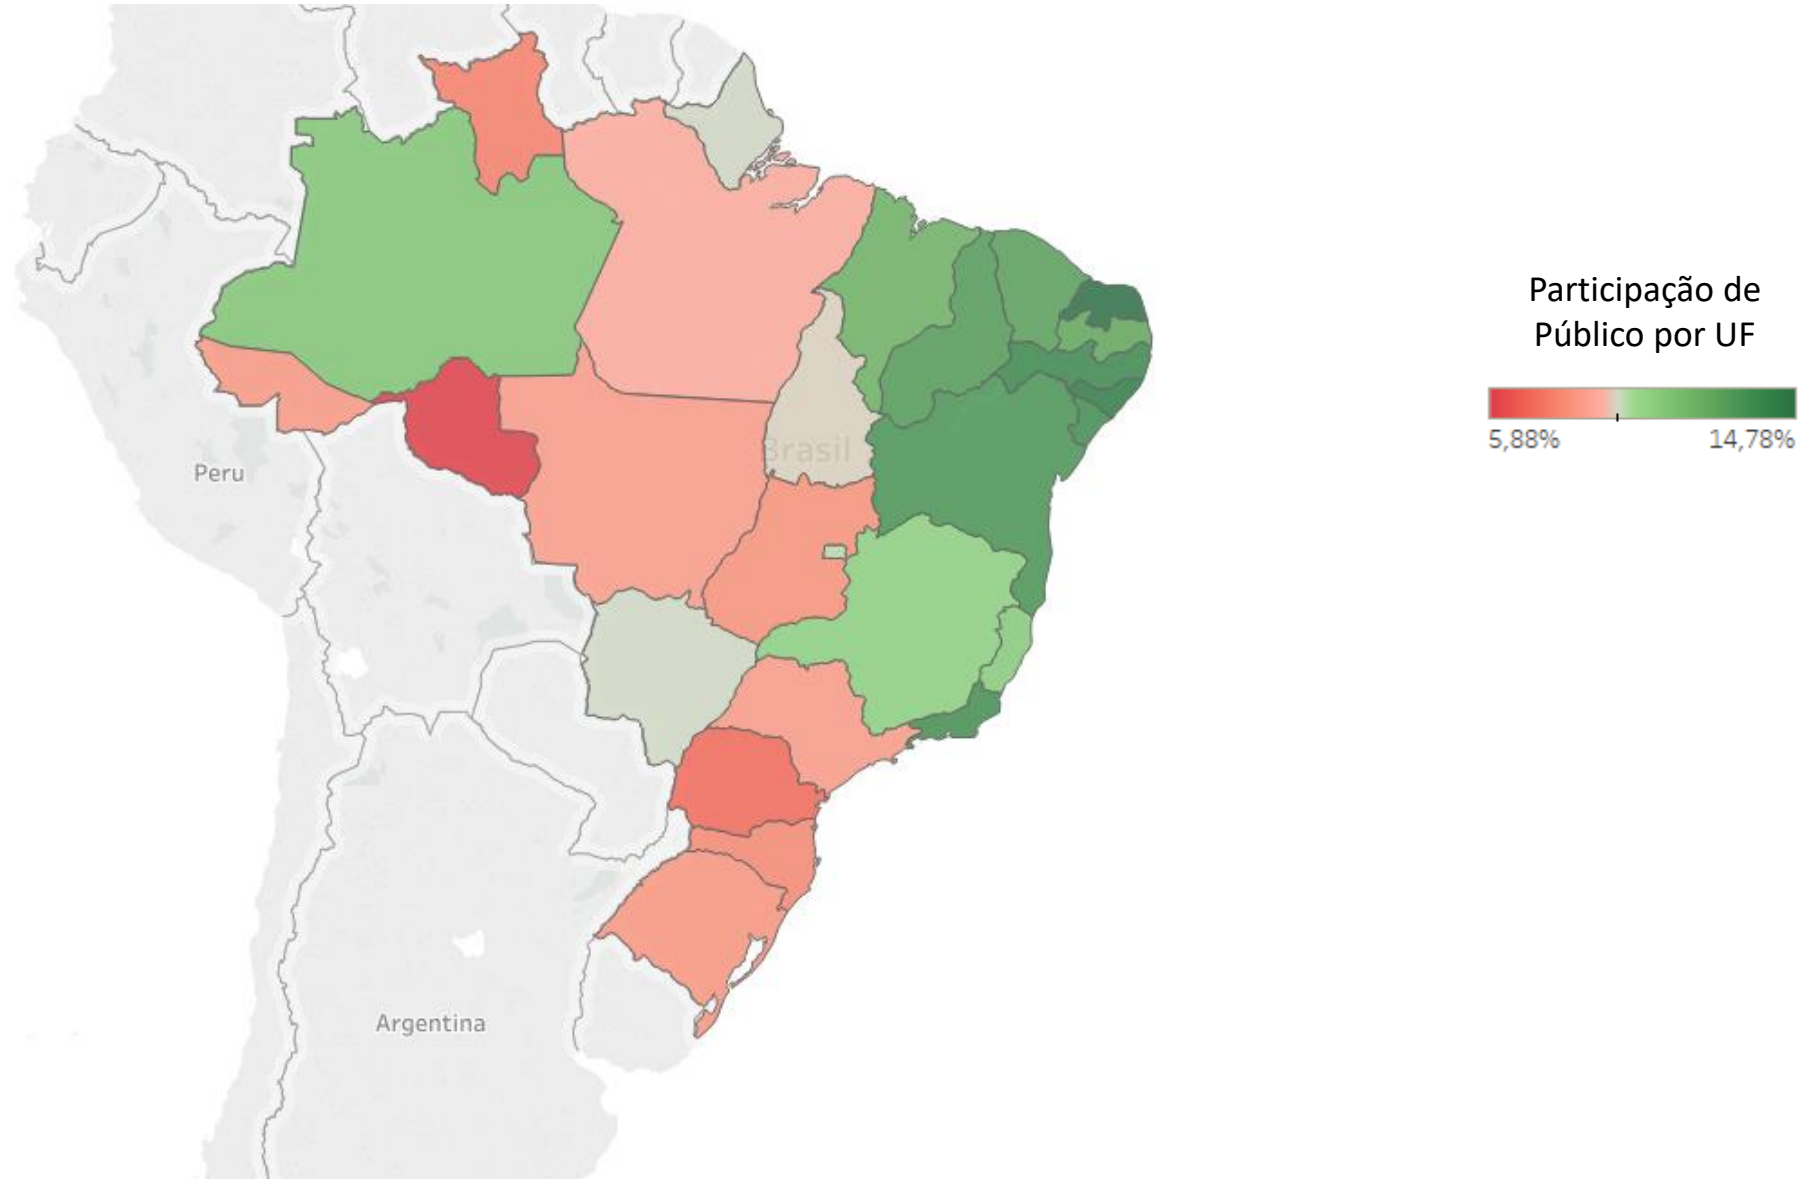 Participação de
Público por UF
5,88%
14,78%
Brasil
Peru
Argentina